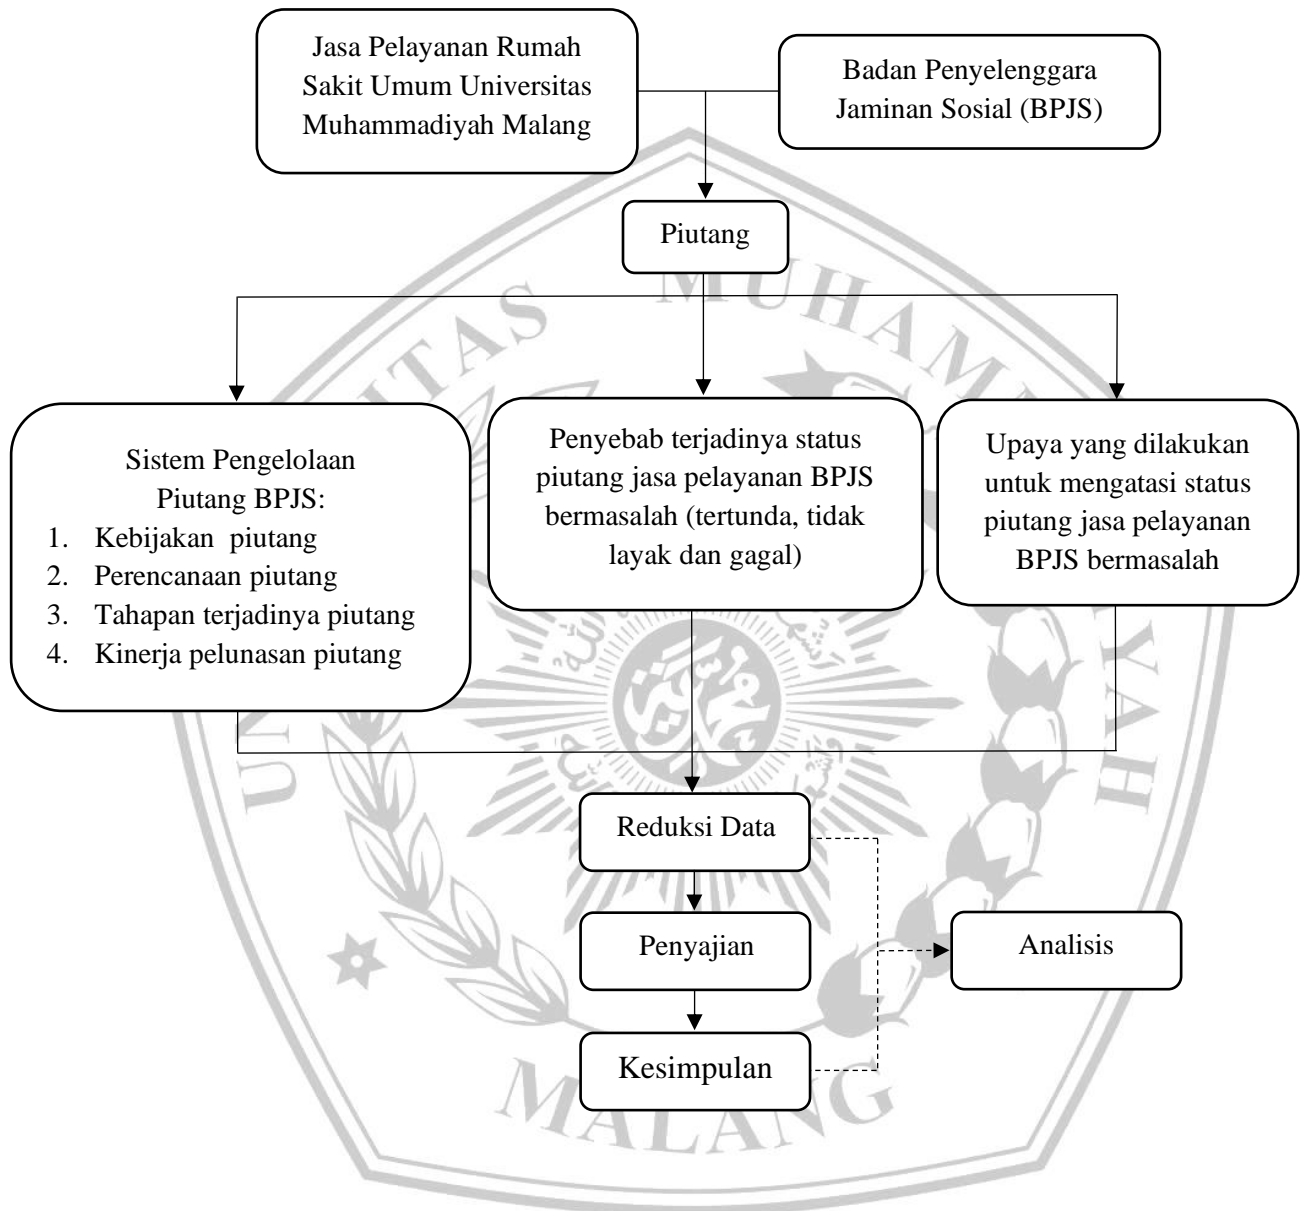 Jasa Pelayanan Rumah
Sakit Umum Universitas
Muhammadiyah Malang
Badan Penyelenggara
Jaminan Sosial (BPJS)
Piutang
Sistem Pengelolaan
Piutang BPJS:
1. Kebijakan piutang
2. Perencanaan piutang
3. Tahapan terjadinya piutang
4. Kinerja pelunasan piutang
Penyebab terjadinya status
piutang jasa pelayanan BPJS
bermasalah (tertunda, tidak
layak dan gagal)
Upaya yang dilakukan
untuk mengatasi status
piutang jasa pelayanan
BPJS bermasalah
Reduksi Data
Penyajian
Analisis
Kesimpulan
MALANG